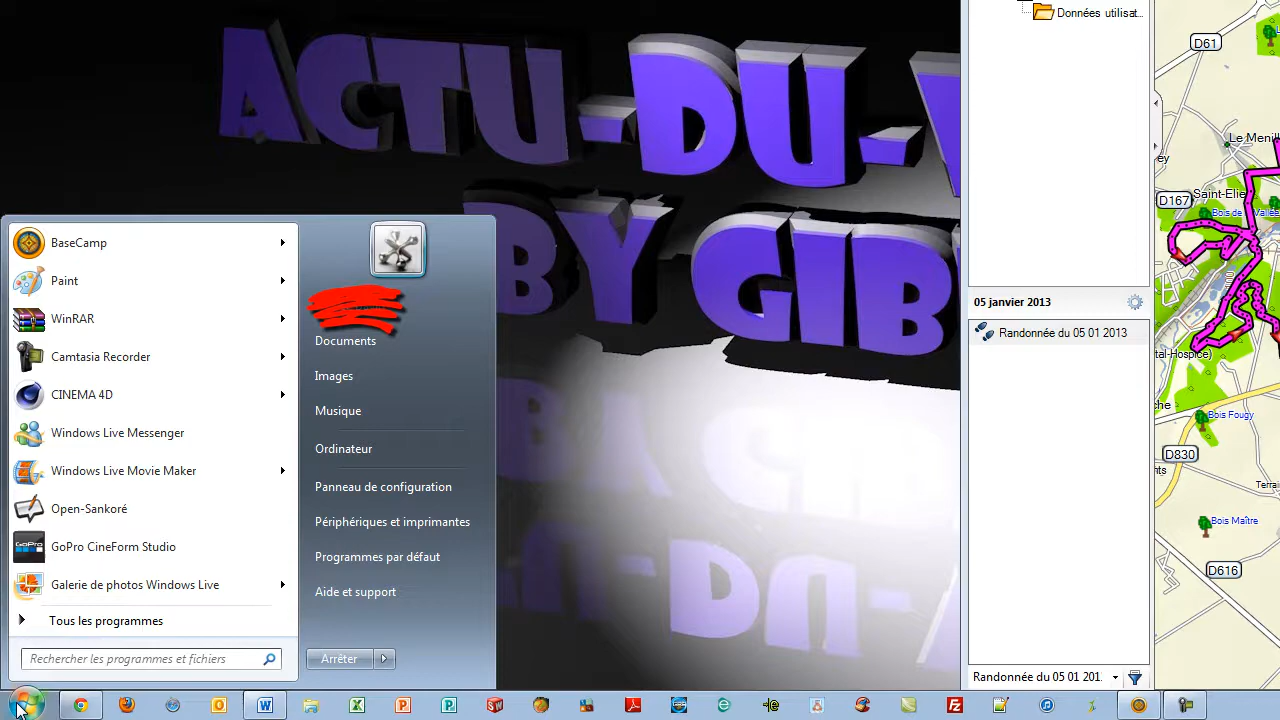 ACTU-DU-
BY GIB
BaseCamp
Paint
WinRAR
Camtasia Recorder
CINEMA 4D
Windows Live Messenger
Windows Live Movie Maker
Open-Sankoré
GoPro CineForm Studio
Galerie de photos Windows Live
Tous les programmes
Rechercher les programmes et fichiers
Documents
Images
Musique
Ordinateur
Panneau de configuration
Périphériques et imprimantes
Programmes par défaut
Aide et support
Arrêter
Données utilisat...
05 janvier 2013
Randonnée du 05 01 2013
Randonnée du 05 01 201.
D61
Le Menil
D167
Saint-Elie
Bois de
tal-Hospice)
Bois Fougy
D830
Terrai
Bois Maître
D616